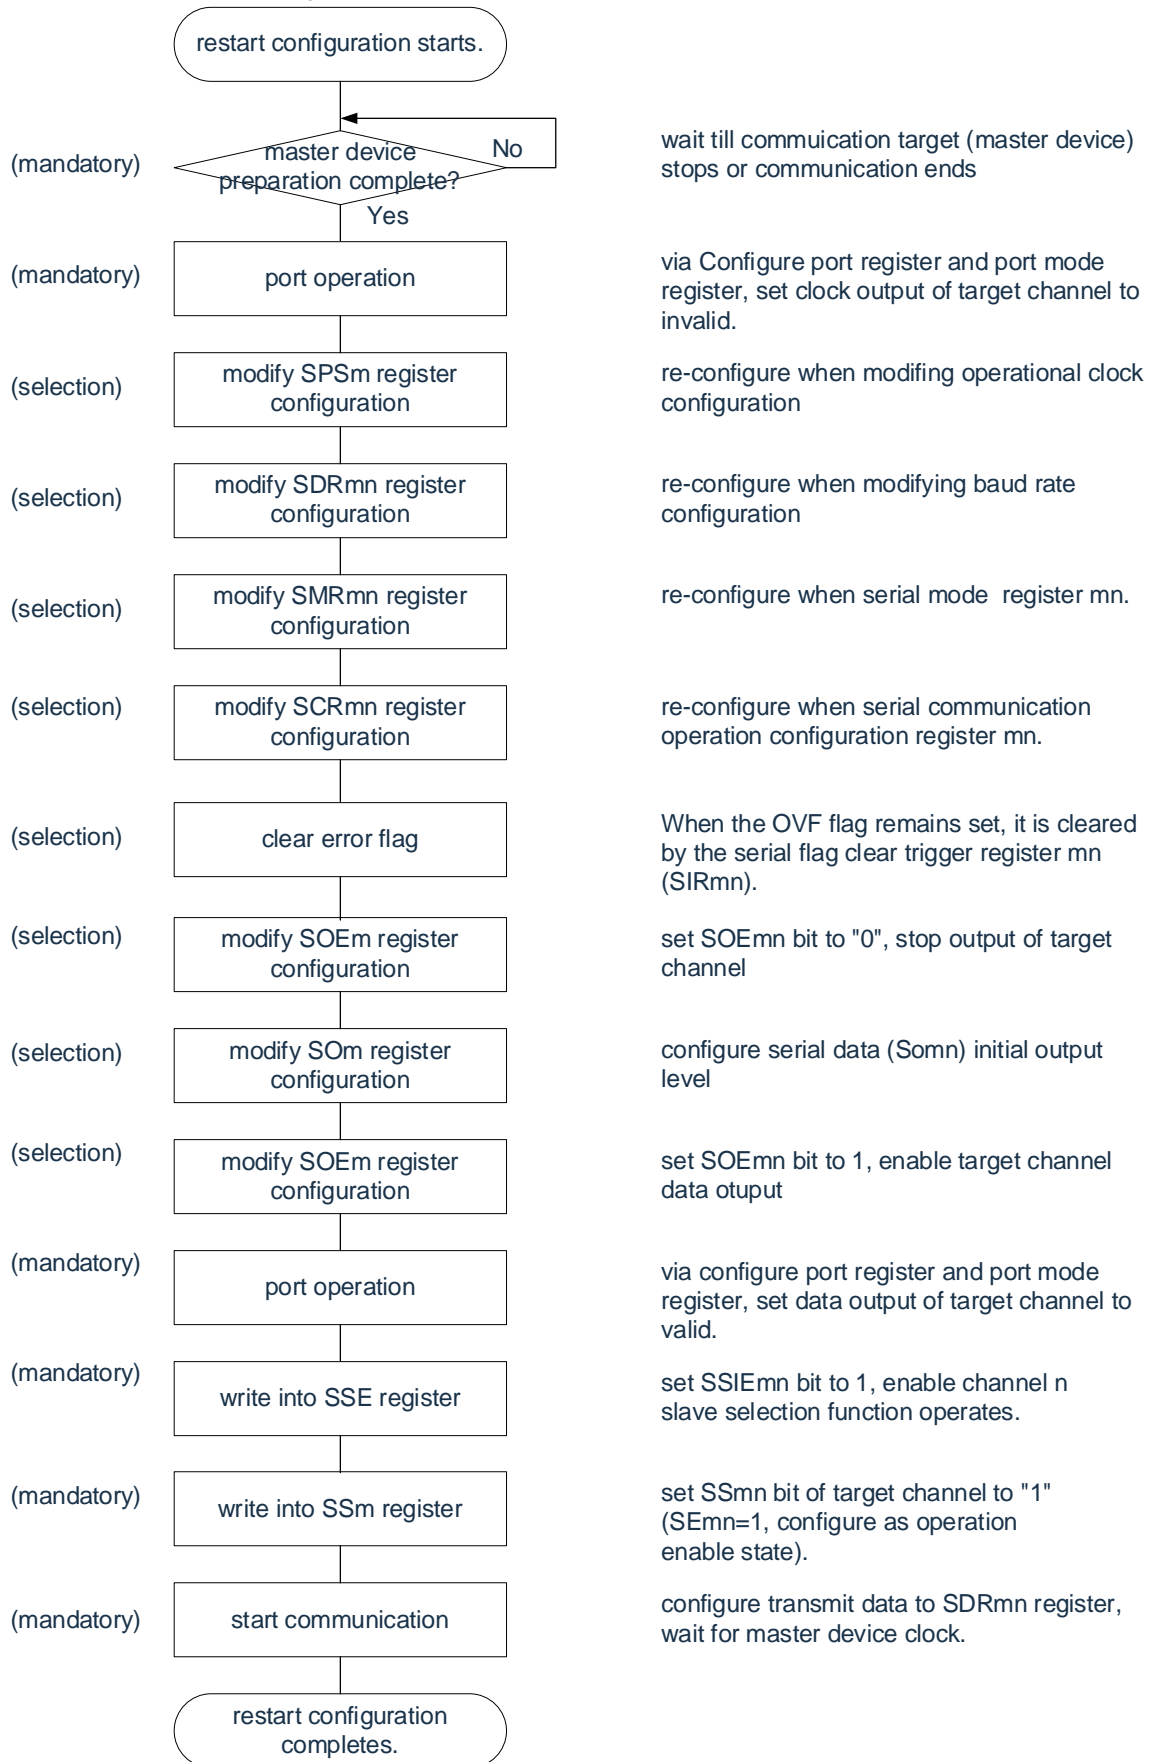 restart configuration starts.
(mandatory)
master device
preparation complete?
No
Yes
wait till commuication target (master device)
stops or communication ends
(mandatory)
port operation
via Configure port register and port mode
register, set clock output of target channel to
invalid.
(selection)
modify SPSm register
configuration
re-configure when modifing operational clock
configuration
(selection)
modify SDRmn register
configuration
re-configure when modifying baud rate
configuration
(selection)
modify SMRmn register
configuration
re-configure when serial mode  register mn.
(selection)
modify SCRmn register
configuration
re-configure when serial communication
operation configuration register mn.
(selection)
clear error flag
When the OVF flag remains set, it is cleared
by the serial flag clear trigger register mn
(SIRmn).
(selection)
modify SOEm register
configuration
set SOEmn bit to "0", stop output of target
channel
(selection)
modify SOm register
configuration
configure serial data (Somn) initial output
level
(selection)
modify SOEm register
configuration
set SOEmn bit to 1, enable target channel
data otuput
(mandatory)
port operation
via configure port register and port mode
register, set data output of target channel to
valid.
(mandatory)
write into SSE register
set SSIEmn bit to 1, enable channel n
slave selection function operates.
(mandatory)
write into SSm register
set SSmn bit of target channel to "1"
(SEmn=1, configure as operation
enable state).
(mandatory)
start communication
configure transmit data to SDRmn register,
wait for master device clock.
restart configuration
completes.